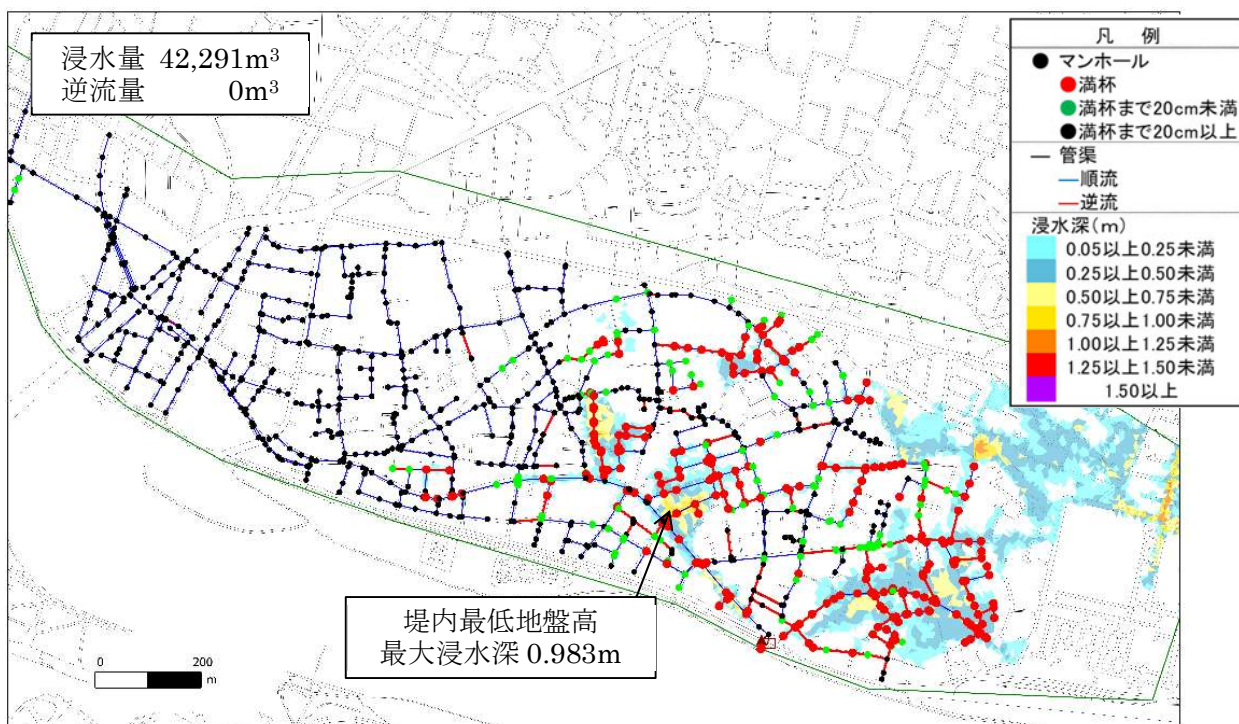 浸水量 42,291m³
逆流量 0m³
凡 例
マンホール
満杯
満杯まで20cm未満
満杯まで20cm以上
管渠
順流
逆流
浸水深(m)
0.05以上0.25未満
0.25以上0.50未満
0.50以上0.75未満
0.75以上1.00未満
1.00以上1.25未満
1.25以上1.50未満
1.50以上
堤内最低地盤高
最大浸水深 0.983m
0 200
m